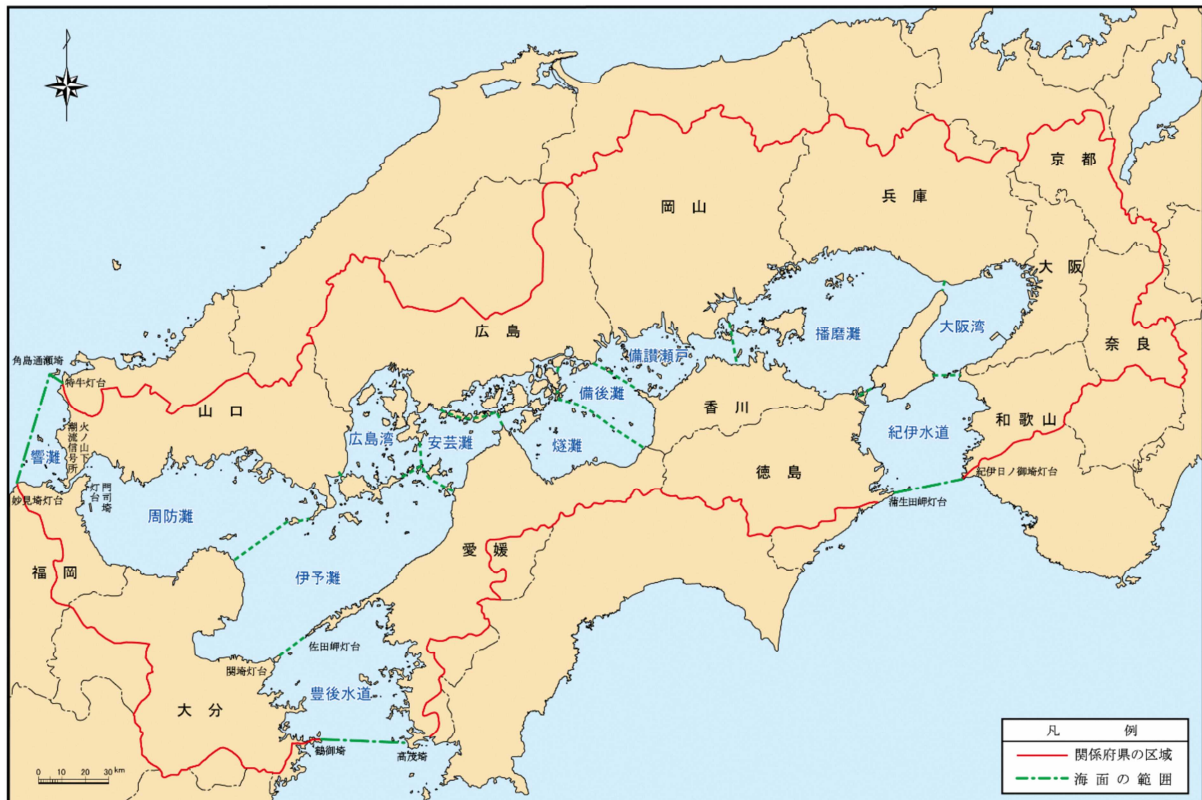 京都
兵庫
岡山
大阪
播磨灘
大阪湾
広島
奈良
備讃瀬戸
角島通瀬埼
特牛灯台
備後灘
香川
山口
和歌山
火ノ山下
潮流信号所
広島湾
安芸灘
燧灘
紀伊水道
響灘
徳島
紀伊日ノ御埼灯台
妙見埼灯台
門司埼
灯台
蒲生田岬灯台
周防灘
愛媛
福岡
伊予灘
佐田岬灯台
関埼灯台
豊後水道
大分
鶴御埼
高茂埼
凡例
関係府県の区域
海面の範囲
0 10 20 30 km